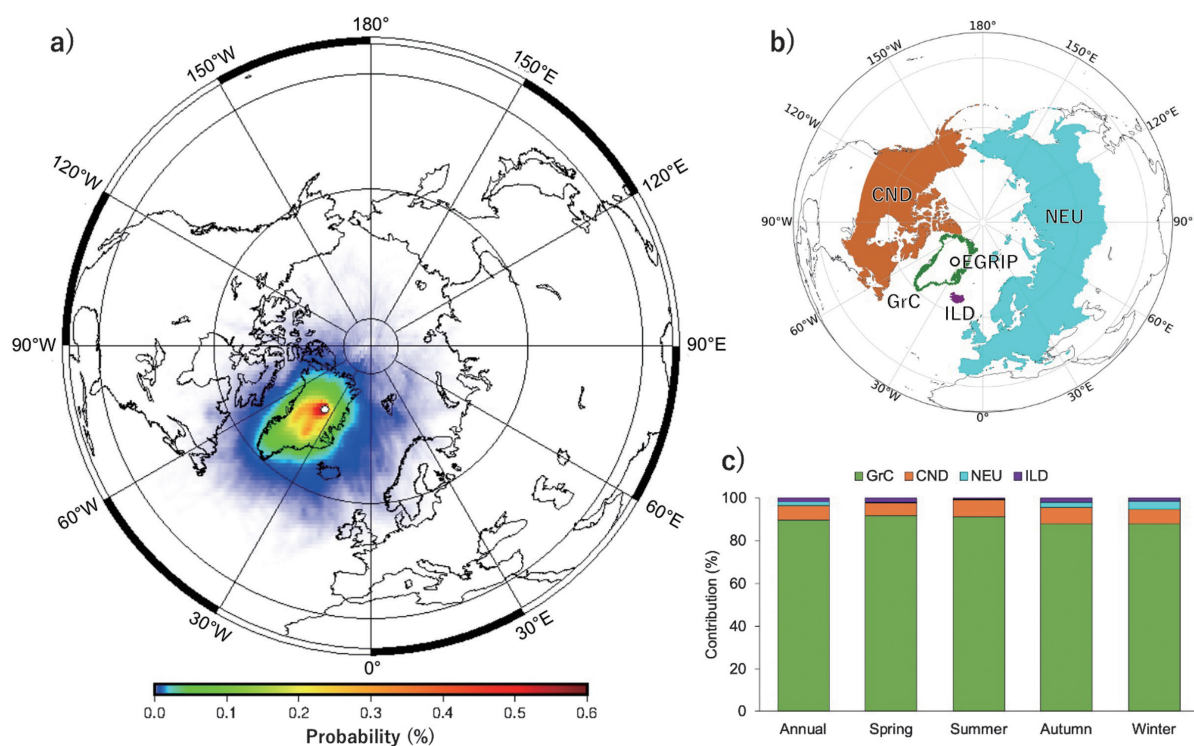 a)
180°
150°W
150°E
120°W
120°E
90°W
90°E
60°W
60°E
30°W
30°E
0°
0.0 0.1 0.2 0.3 0.4 0.5 0.6
Probability (%)
b)
180°
150°W
150°E
120°W
120°E
90°W
90°
60°W
60°E
30°W
30°E
0°
CND
NEU
EGRIP
GrC
ILD
c)
GrC CND NEU ILD
Contribution (%)
100
80
60
40
20
0
Annual Spring Summer Autumn Winter